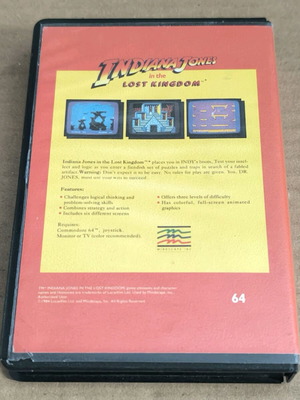 INDIANA JONES
in the
LOST KINGDOM™
Indiana Jones in the Lost Kingdom™ places you in INDY's boots. Test your intel-
lect and logic as you enter a fiendish set of puzzles and traps in search of a fabled
artifact. Warning: Don't expect it to be easy. No rules for play are given. You, DR.
JONES, must use your wits to succeed.
Features:
• Challenges logical thinking and
problem-solving skills
• Combines strategy and action
• Includes six different screens
• Offers three levels of difficulty
• Has colorful, full-screen animated
graphics
Requires:
Commodore 64™, joystick,
Monitor or TV (color recommended).
MINDSCAPE INC.
64